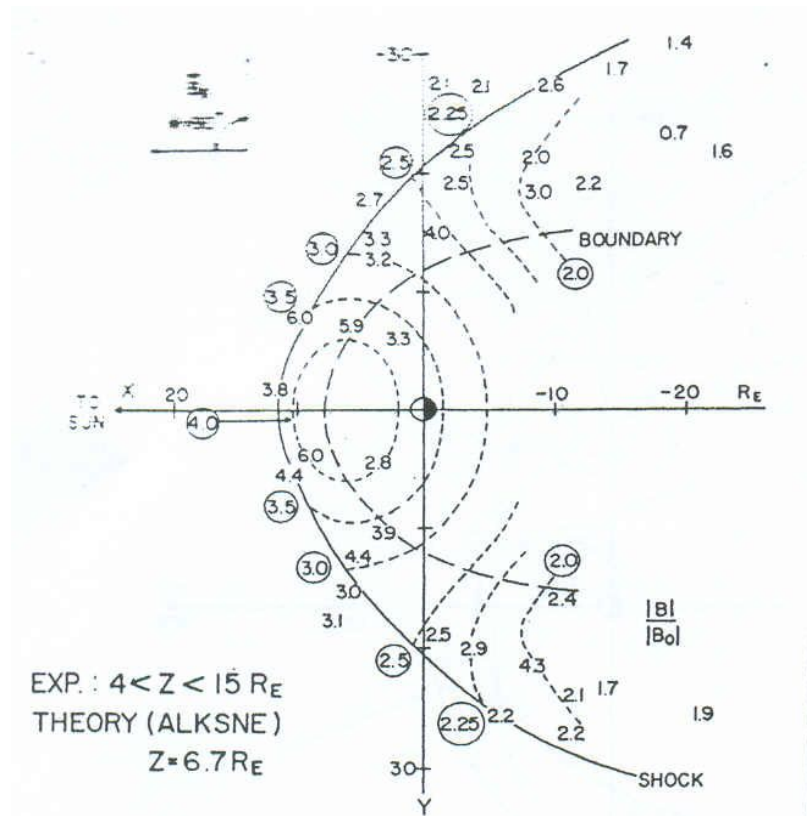 -30
1.4
1.7
2.1 2.1 2.6
2.25
0.7
1.6
2.5 2.5 2.0
2.7 2.5 3.0 2.2
3.3 4.0
3.0 3.2 BOUNDARY
2.0
3.5
6.0 5.9
3.3
X 20 3.8 -10 -20 RE
TO
SUN
4.0
6.0 2.8
4.4
3.5
3.9
3.0 4.4 2.0
3.0 2.4
3.1
|B|
|B₀|
2.5
2.5 2.9 4.3
2.1 1.7
EXP.: 4 < Z < 15 RE
2.25 2.2 2.2 1.9
THEORY (ALKSNE)
Z = 6.7 RE
30
SHOCK
Y